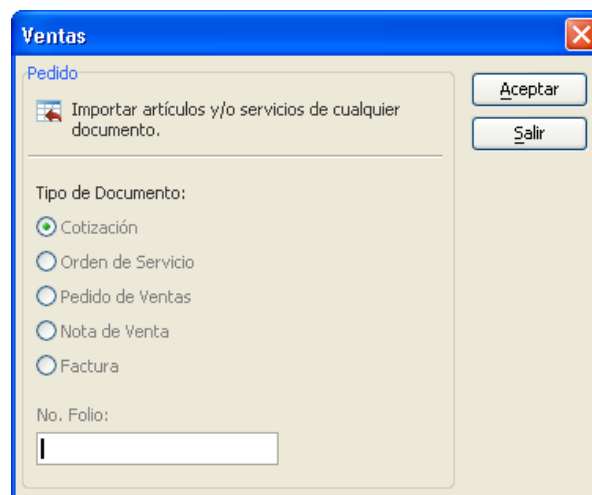 Ventas
Pedido
Importar artículos y/o servicios de cualquier
documento.
Aceptar
Salir
Tipo de Documento:
Cotización
Orden de Servicio
Pedido de Ventas
Nota de Venta
Factura
No. Folio: